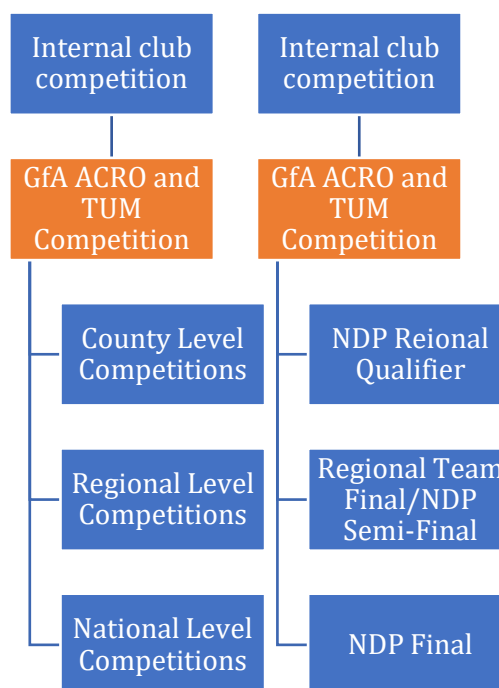 Internal club
competition
GfA ACRO and
TUM
Competition
County Level
Competitions
Regional Level
Competitions
National Level
Competitions
Internal club
competition
GfA ACRO and
TUM
Competition
NDP Reional
Qualifier
Regional Team
Final/NDP
Semi-Final
NDP Final